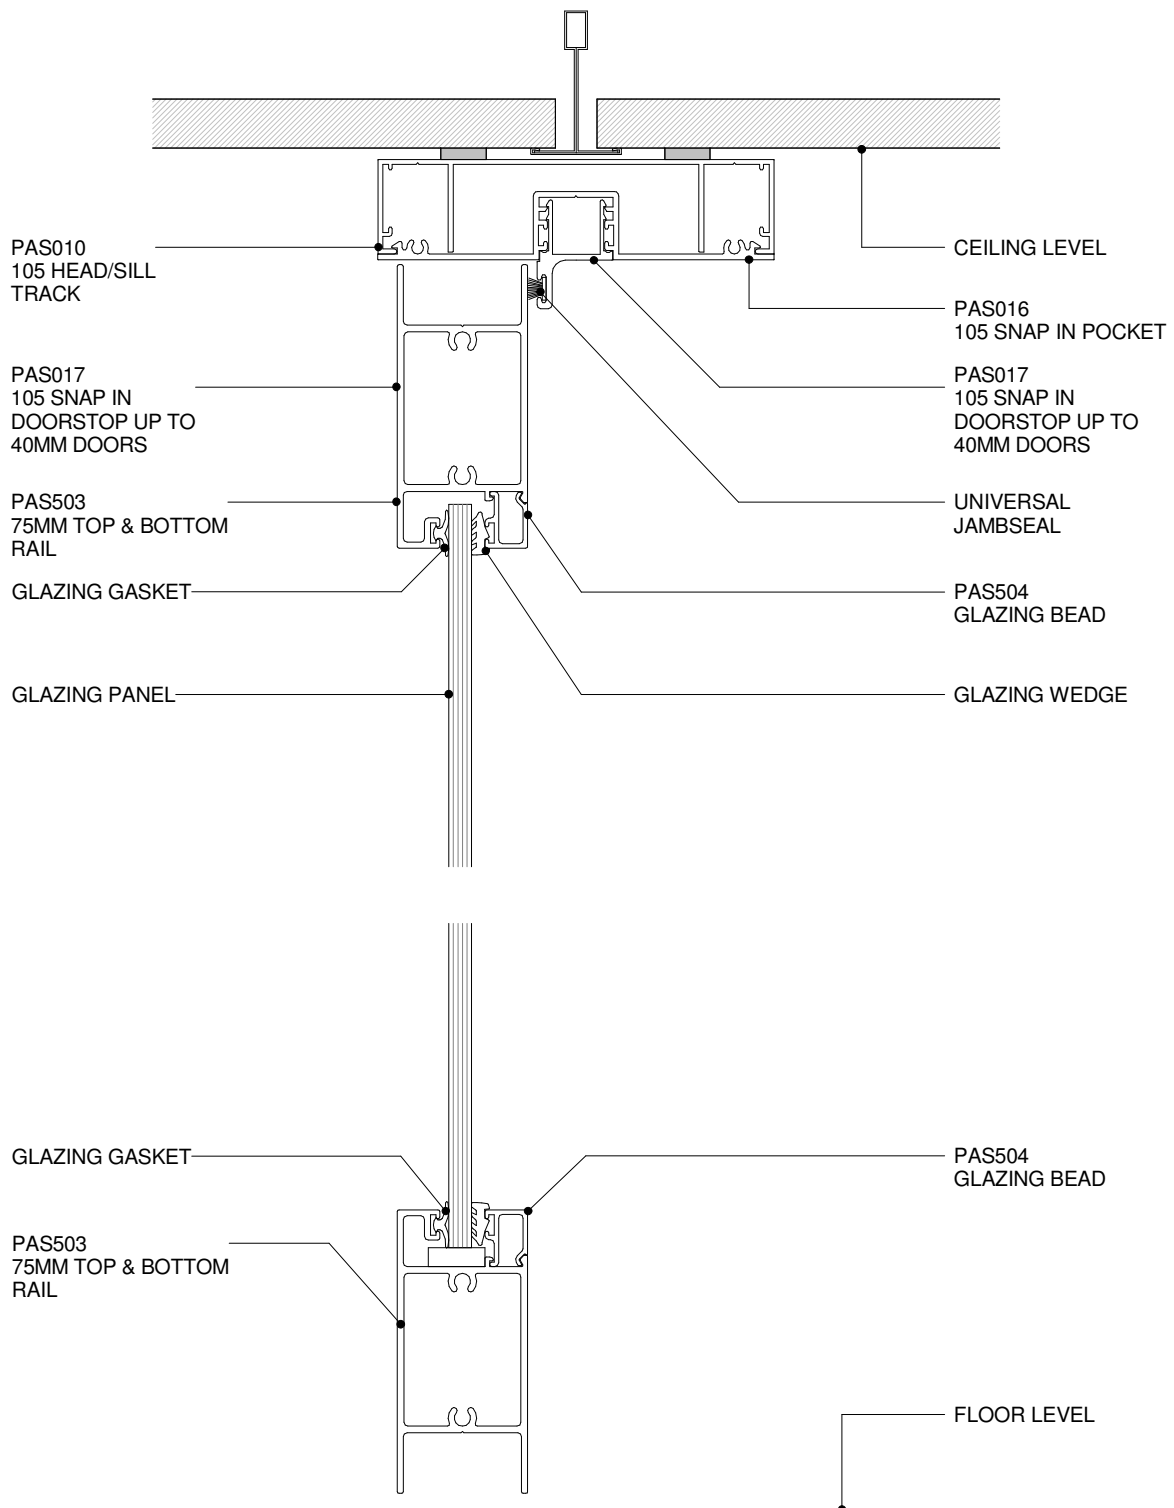 PAS010
105 HEAD/SILL
TRACK
PAS017
105 SNAP IN
DOORSTOP UP TO
40MM DOORS
PAS503
75MM TOP & BOTTOM
RAIL
GLAZING GASKET
GLAZING PANEL
CEILING LEVEL
PAS016
105 SNAP IN POCKET
PAS017
105 SNAP IN
DOORSTOP UP TO
40MM DOORS
UNIVERSAL
JAMBSEAL
PAS504
GLAZING BEAD
GLAZING WEDGE
GLAZING GASKET
PAS503
75MM TOP & BOTTOM
RAIL
PAS504
GLAZING BEAD
FLOOR LEVEL